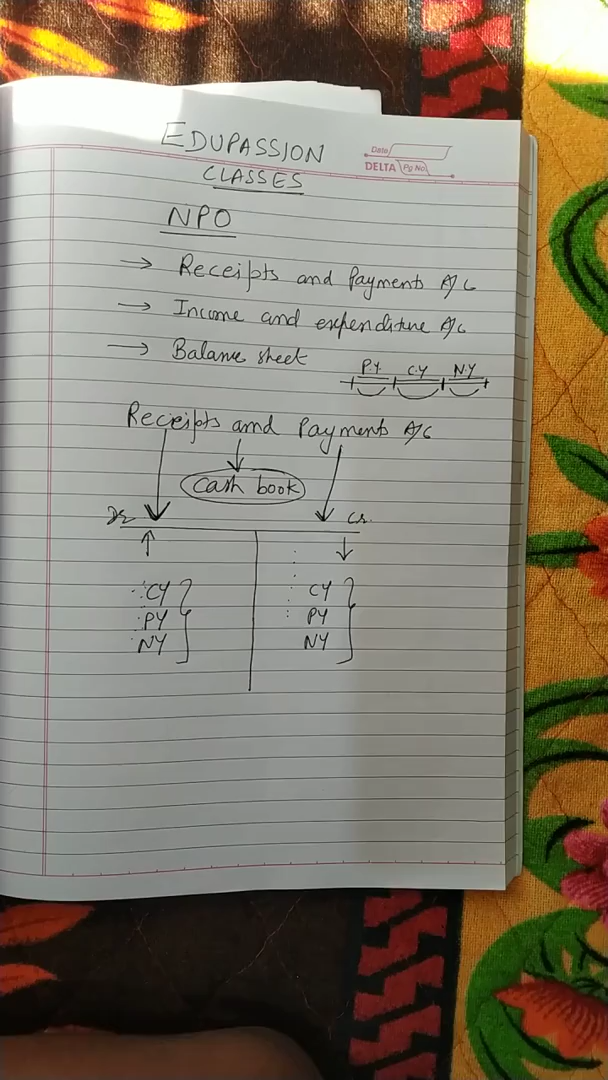 EDUPASSION
CLASSES
Date
DELTA Pg No.
NPO
→ Receipts and Payments A/C
→ Income and expenditure A/C
→ Balance sheet
P.Y. C.Y N.Y
Receipts and Payments A/C
Cash book
Dr Cr.
CY CY
PY PY
NY NY